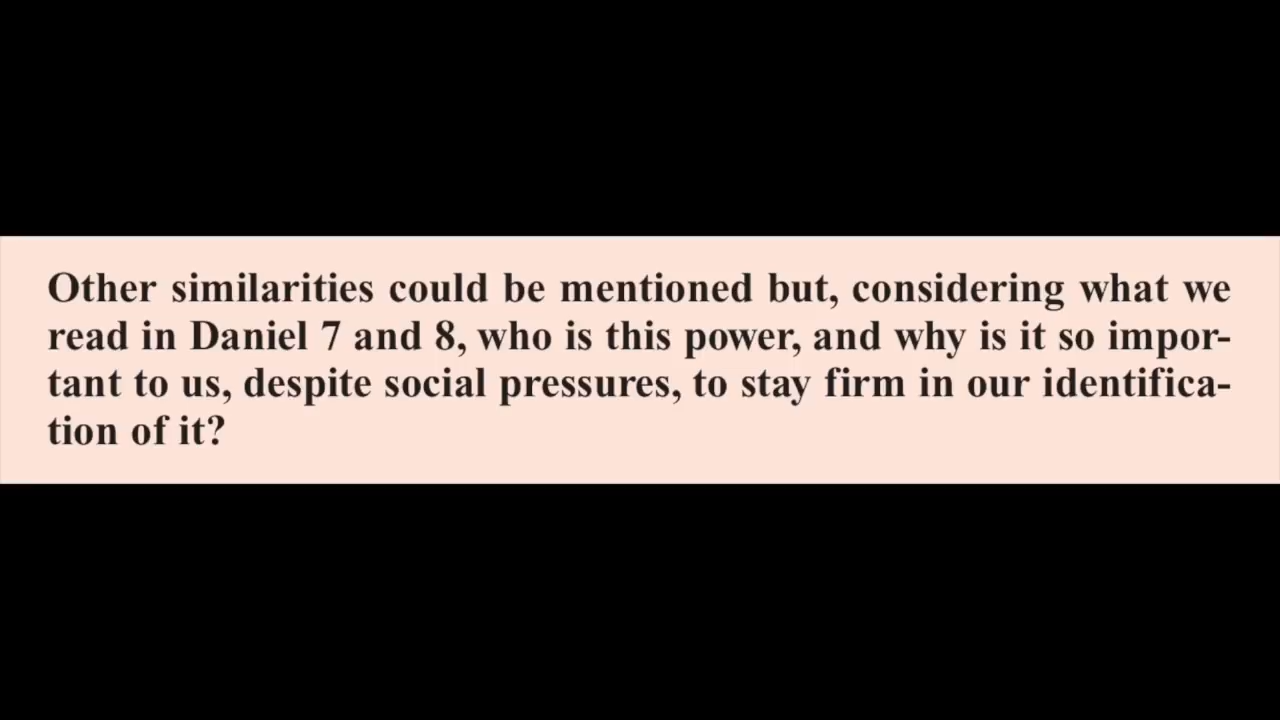 Other similarities could be mentioned but, considering what we
read in Daniel 7 and 8, who is this power, and why is it so impor-
tant to us, despite social pressures, to stay firm in our identifica-
tion of it?